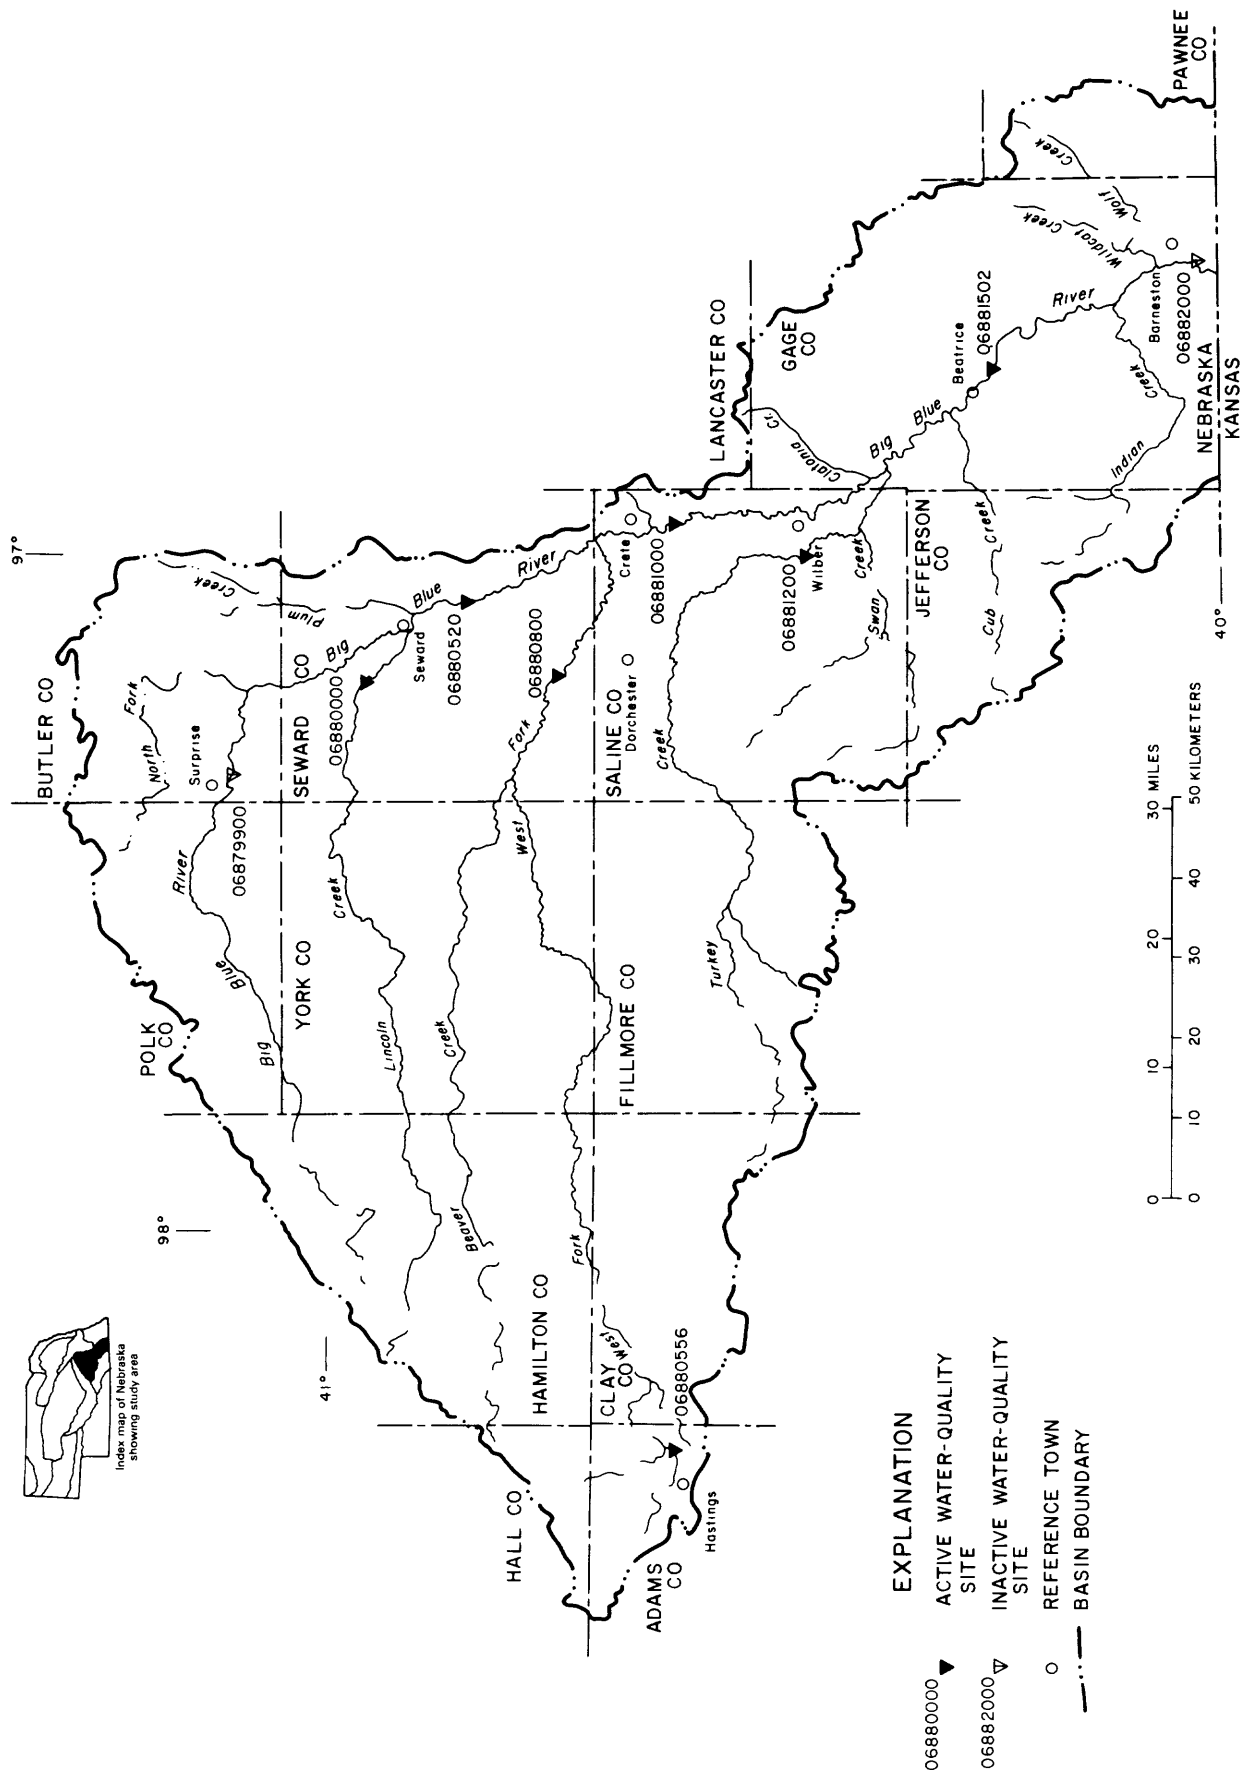 Index map of Nebraska
showing study area
97°
98°
41°
40°
BUTLER CO
POLK
CO
HALL CO
HAMILTON CO
YORK CO
SEWARD CO
LANCASTER CO
GAGE
CO
PAWNEE
CO
ADAMS
CO
CLAY
CO
FILLMORE CO
SALINE CO
JEFFERSON
CO
NEBRASKA
KANSAS
North Fork
Plum Creek
Surprise
06879900
Big Blue River
Big Blue River
Seward
06880000
06880520
Lincoln Creek
Beaver Creek
West Fork
West Fork
06880800
06880556
Hastings
Dorchester
Crete
06881000
Turkey Creek
06881200
Wilber
Swan Creek
Clatonia Cr.
Big Blue River
Cub Creek
Beatrice
06881502
Indian Creek
Barneston
06882000
Wildcat Creek
Wolf Creek
0 10 20 30 MILES
0 10 20 30 40 50 KILOMETERS
EXPLANATION
06880000 ACTIVE WATER-QUALITY
SITE
06882000 INACTIVE WATER-QUALITY
SITE
REFERENCE TOWN
BASIN BOUNDARY